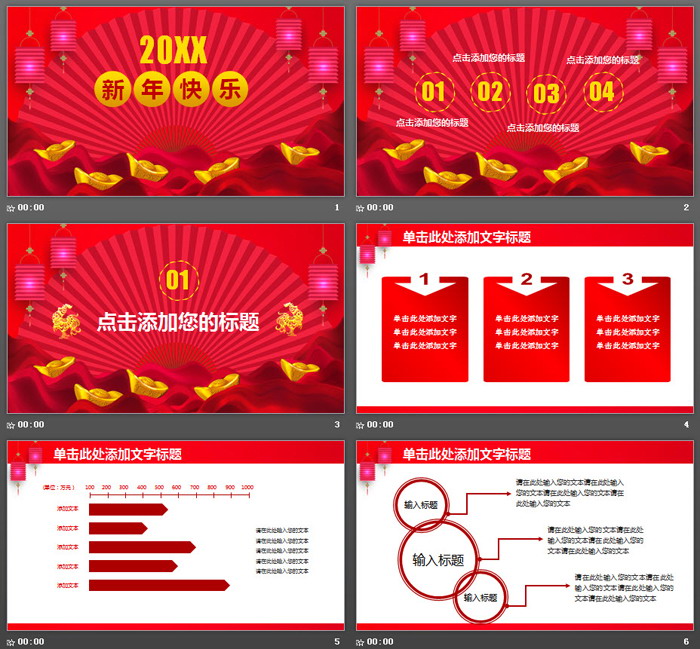 20XX
新年快乐
00:00
1
点击添加您的标题
点击添加您的标题
01
02
03
04
点击添加您的标题
点击添加您的标题
00:00
2
01
点击添加您的标题
00:00
3
单击此处添加文字标题
1
2
3
单击此处添加文字
单击此处添加文字
单击此处添加文字
单击此处添加文字
单击此处添加文字
单击此处添加文字
单击此处添加文字
单击此处添加文字
单击此处添加文字
00:00
4
单击此处添加文字标题
(单位：万元)
100 200 300 400 500 600 700 800 900 1000
添加文本
添加文本
添加文本
添加文本
添加文本
请在此处输入您的文本
请在此处输入您的文本
请在此处输入您的文本
请在此处输入您的文本
请在此处输入您的文本
00:00
5
单击此处添加文字标题
输入标题
输入标题
输入标题
请在此处输入您的文本请在此处输入
您的文本请在此处输入您的文本请在
此处输入您的文本
请在此处输入您的文本请在此处
输入您的文本请在此处输入您的
文本请在此处输入您的文本
请在此处输入您的文本请在此处
输入您的文本请在此处输入您的
文本请在此处输入您的文本
00:00
6